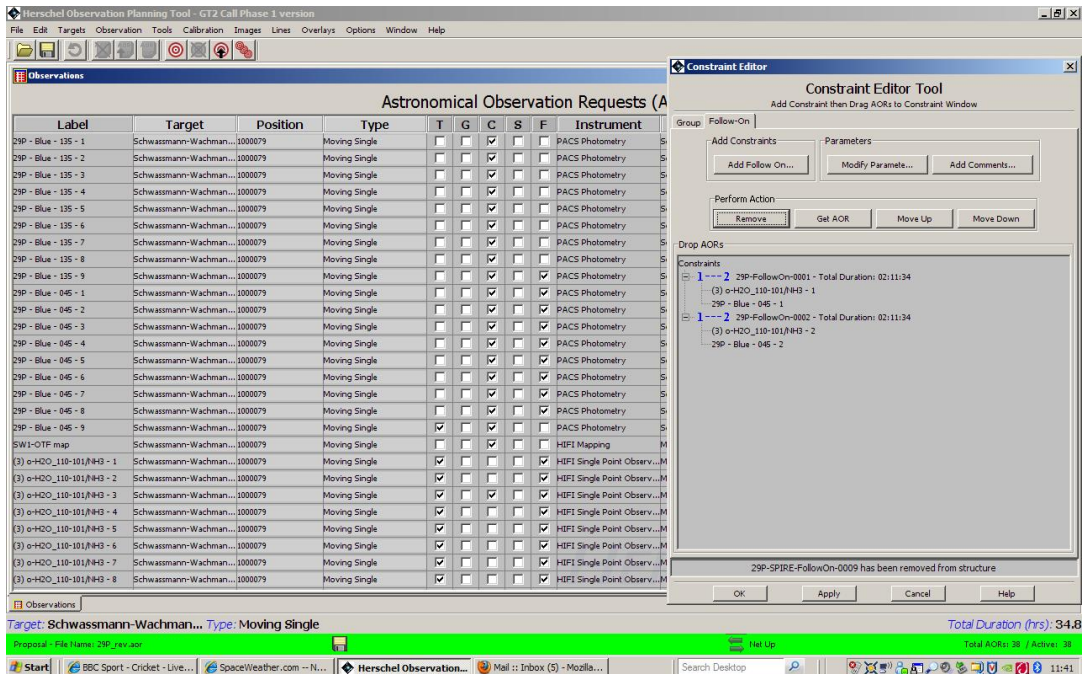 Herschel Observation Planning Tool - GT2 Call Phase 1 version
File Edit Targets Observation Tools Calibration Images Lines Overlays Options Window Help
Observations
Astronomical Observation Requests (A
Label Target Position Type T G C S F Instrument
29P - Blue - 135 - 1 Schwassmann-Wachman... 1000079 Moving Single PACS Photometry
29P - Blue - 135 - 2 Schwassmann-Wachman... 1000079 Moving Single PACS Photometry
29P - Blue - 135 - 3 Schwassmann-Wachman... 1000079 Moving Single PACS Photometry
29P - Blue - 135 - 4 Schwassmann-Wachman... 1000079 Moving Single PACS Photometry
29P - Blue - 135 - 5 Schwassmann-Wachman... 1000079 Moving Single PACS Photometry
29P - Blue - 135 - 6 Schwassmann-Wachman... 1000079 Moving Single PACS Photometry
29P - Blue - 135 - 7 Schwassmann-Wachman... 1000079 Moving Single PACS Photometry
29P - Blue - 135 - 8 Schwassmann-Wachman... 1000079 Moving Single PACS Photometry
29P - Blue - 135 - 9 Schwassmann-Wachman... 1000079 Moving Single PACS Photometry
29P - Blue - 045 - 1 Schwassmann-Wachman... 1000079 Moving Single PACS Photometry
29P - Blue - 045 - 2 Schwassmann-Wachman... 1000079 Moving Single PACS Photometry
29P - Blue - 045 - 3 Schwassmann-Wachman... 1000079 Moving Single PACS Photometry
29P - Blue - 045 - 4 Schwassmann-Wachman... 1000079 Moving Single PACS Photometry
29P - Blue - 045 - 5 Schwassmann-Wachman... 1000079 Moving Single PACS Photometry
29P - Blue - 045 - 6 Schwassmann-Wachman... 1000079 Moving Single PACS Photometry
29P - Blue - 045 - 7 Schwassmann-Wachman... 1000079 Moving Single PACS Photometry
29P - Blue - 045 - 8 Schwassmann-Wachman... 1000079 Moving Single PACS Photometry
29P - Blue - 045 - 9 Schwassmann-Wachman... 1000079 Moving Single PACS Photometry
SW1-OTF map Schwassmann-Wachman... 1000079 Moving Single HIFI Mapping
(3) o-H2O_110-101/NH3 - 1 Schwassmann-Wachman... 1000079 Moving Single HIFI Single Point Observ...
(3) o-H2O_110-101/NH3 - 2 Schwassmann-Wachman... 1000079 Moving Single HIFI Single Point Observ...
(3) o-H2O_110-101/NH3 - 3 Schwassmann-Wachman... 1000079 Moving Single HIFI Single Point Observ...
(3) o-H2O_110-101/NH3 - 4 Schwassmann-Wachman... 1000079 Moving Single HIFI Single Point Observ...
(3) o-H2O_110-101/NH3 - 5 Schwassmann-Wachman... 1000079 Moving Single HIFI Single Point Observ...
(3) o-H2O_110-101/NH3 - 6 Schwassmann-Wachman... 1000079 Moving Single HIFI Single Point Observ...
(3) o-H2O_110-101/NH3 - 7 Schwassmann-Wachman... 1000079 Moving Single HIFI Single Point Observ...
(3) o-H2O_110-101/NH3 - 8 Schwassmann-Wachman... 1000079 Moving Single HIFI Single Point Observ...
Observations
Constraint Editor
Constraint Editor Tool
Add Constraint then Drag AORs to Constraint Window
Group Follow-On
Add Constraints Parameters
Add Follow On... Modify Paramete... Add Comments...
Perform Action
Remove Get AOR Move Up Move Down
Drop AORs
Constraints
1---2 29P-FollowOn-0001 - Total Duration: 02:11:34
(3) o-H2O_110-101/NH3 - 1
29P - Blue - 045 - 1
1---2 29P-FollowOn-0002 - Total Duration: 02:11:34
(3) o-H2O_110-101/NH3 - 2
29P - Blue - 045 - 2
29P-SPIRE-FollowOn-0009 has been removed from structure
OK Apply Cancel Help
Target: Schwassmann-Wachman... Type: Moving Single Total Duration (hrs): 34.8
Proposal - File Name: 29P_rev.aor Net Up Total AORs: 38 / Active: 38
Start BBC Sport - Cricket - Live... SpaceWeather.com -- N... Herschel Observation... Mail :: Inbox (5) - Mozilla... Search Desktop 11:41